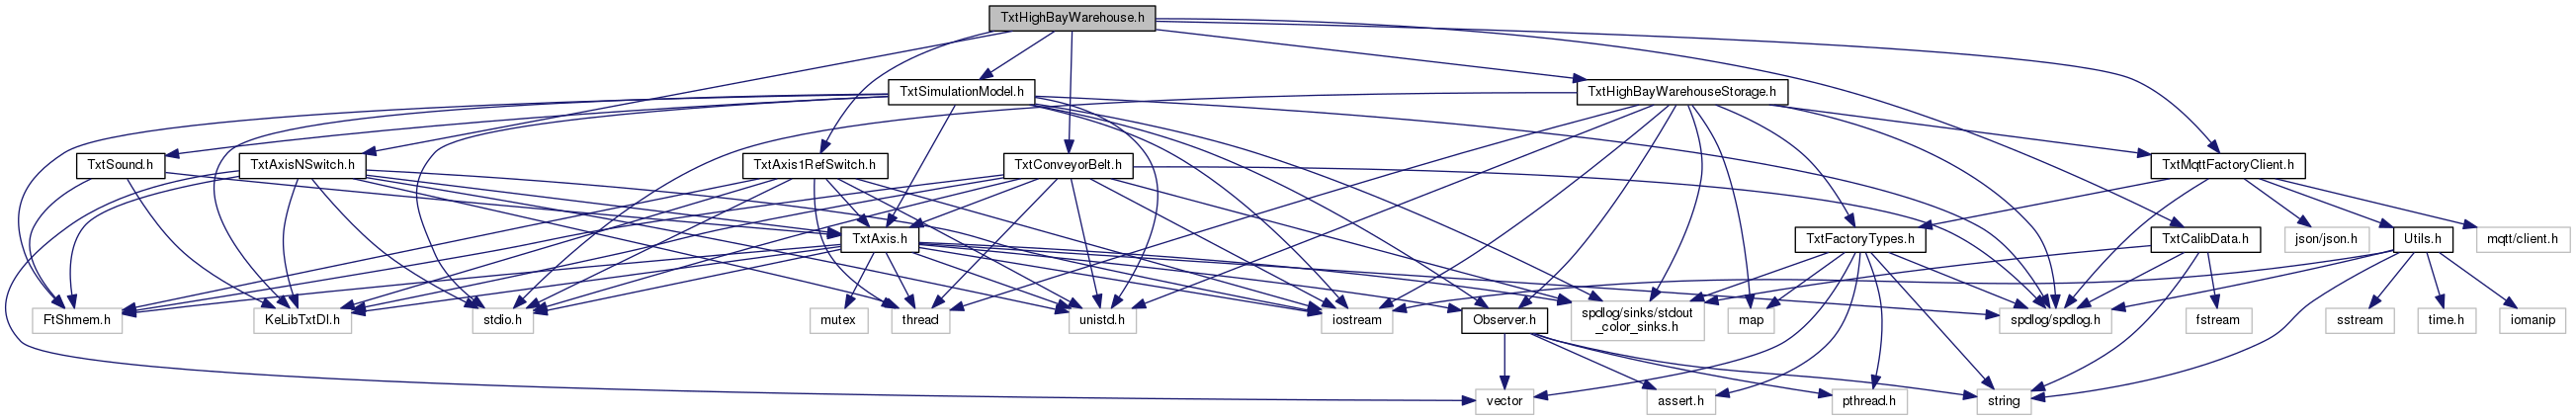 TxtHighBayWarehouse.h
TxtSimulationModel.h
TxtHighBayWarehouseStorage.h
TxtSound.h
TxtAxisNSwitch.h
TxtAxis1RefSwitch.h
TxtConveyorBelt.h
TxtMqttFactoryClient.h
TxtAxis.h
TxtFactoryTypes.h
TxtCalibData.h
json/json.h
Utils.h
mqtt/client.h
FtShmem.h
KeLibTxtDl.h
stdio.h
mutex
thread
unistd.h
iostream
Observer.h
spdlog/sinks/stdout
_color_sinks.h
map
spdlog/spdlog.h
fstream
sstream
time.h
iomanip
vector
assert.h
pthread.h
string